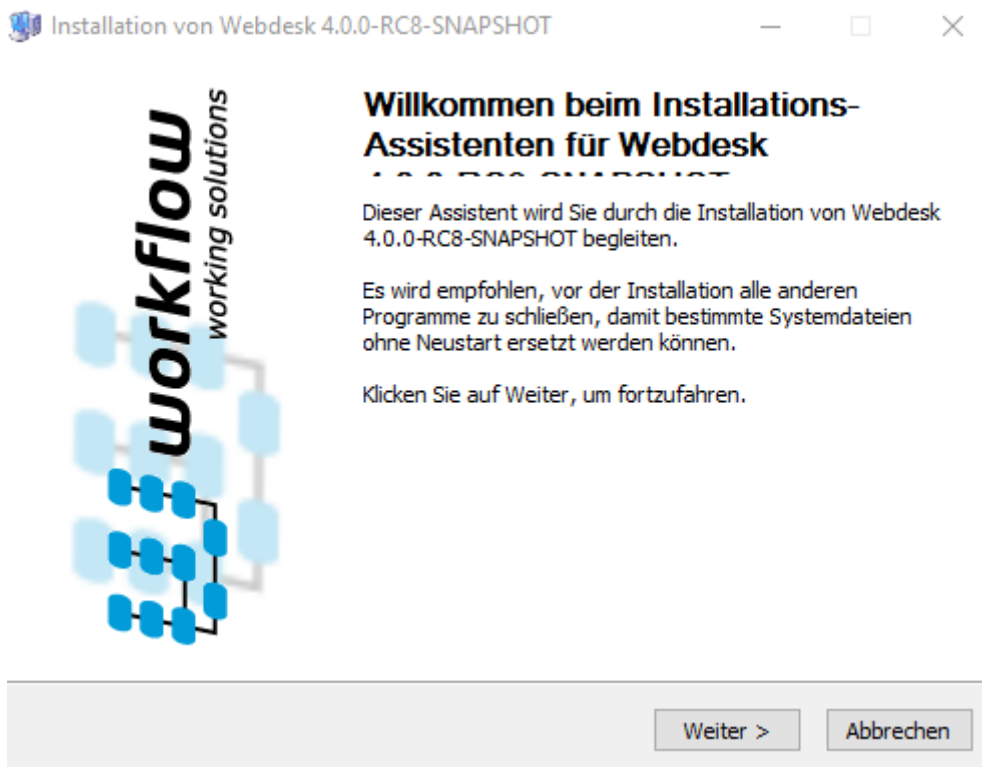 Installation von Webdesk 4.0.0-RC8-SNAPSHOT
workflow
working solutions
Willkommen beim Installations-
Assistenten für Webdesk
Dieser Assistent wird Sie durch die Installation von Webdesk
4.0.0-RC8-SNAPSHOT begleiten.
Es wird empfohlen, vor der Installation alle anderen
Programme zu schließen, damit bestimmte Systemdateien
ohne Neustart ersetzt werden können.
Klicken Sie auf Weiter, um fortzufahren.
Weiter >
Abbrechen